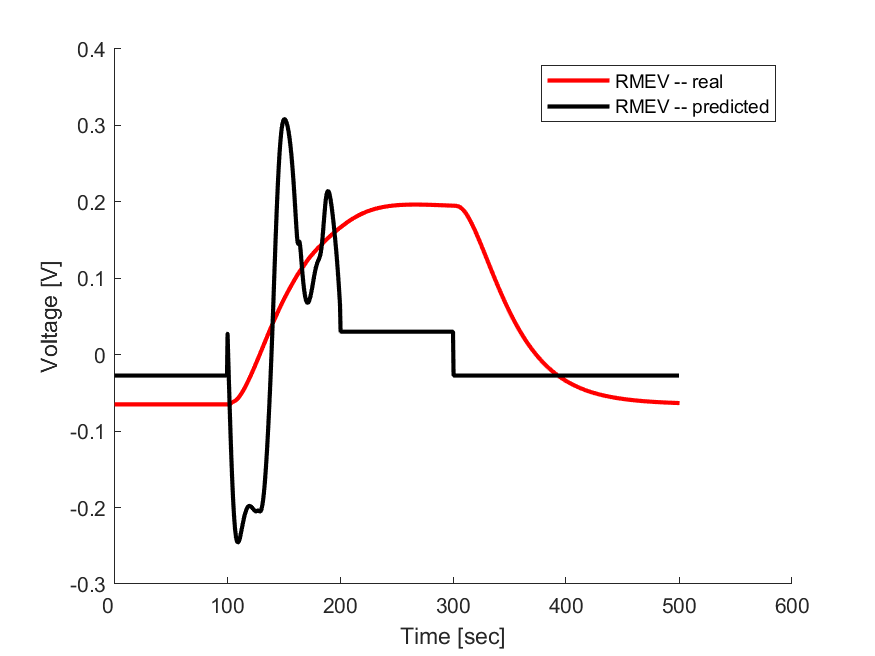 0.4
0.3
0.2
0.1
0
-0.1
-0.2
-0.3
Voltage [V]
RMEV -- real
RMEV -- predicted
0 100 200 300 400 500 600
Time [sec]